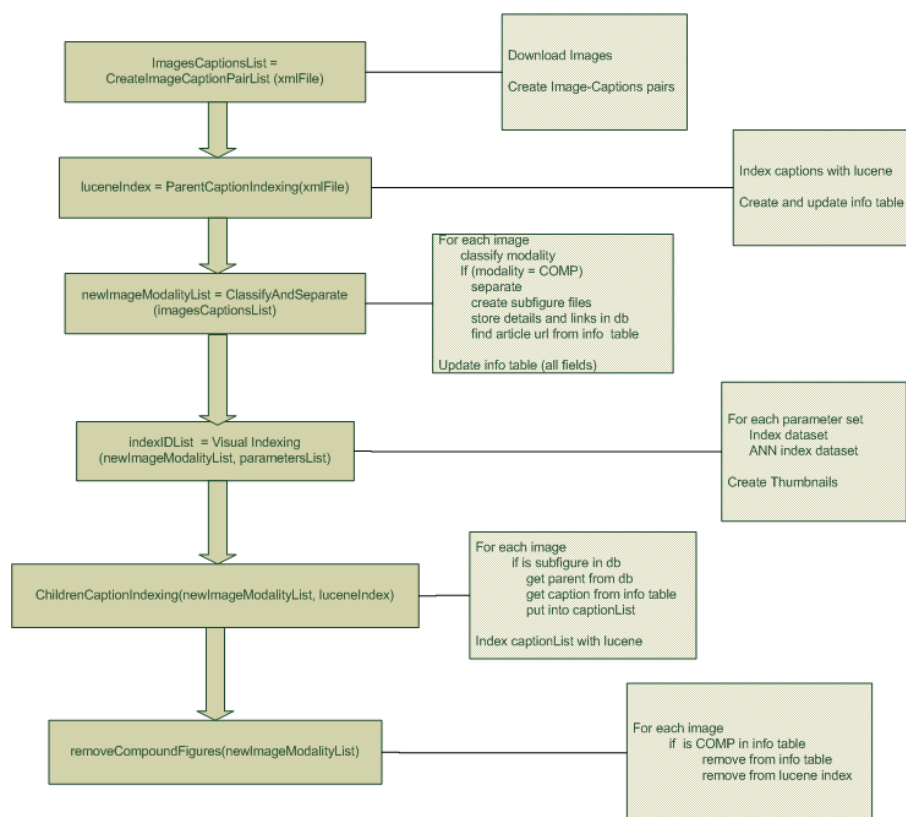 ImagesCaptionsList =
CreateImageCaptionPairList (xmlFile)
Download Images
Create Image-Captions pairs
luceneIndex = ParentCaptionIndexing(xmlFile)
Index captions with lucene
Create and update info table
newImageModalityList = ClassifyAndSeparate
(imagesCaptionsList)
For each image
classify modality
If (modality = COMP)
separate
create subfigure files
store details and links in db
find article url from info table
Update info table (all fields)
indexIDList = Visual Indexing
(newImageModalityList, parametersList)
For each parameter set
Index dataset
ANN index dataset
Create Thumbnails
ChildrenCaptionIndexing(newImageModalityList, luceneIndex)
For each image
if is subfigure in db
get parent from db
get caption from info table
put into captionList
Index captionList with lucene
removeCompoundFigures(newImageModalityList)
For each image
if is COMP in info table
remove from info table
remove from lucene index